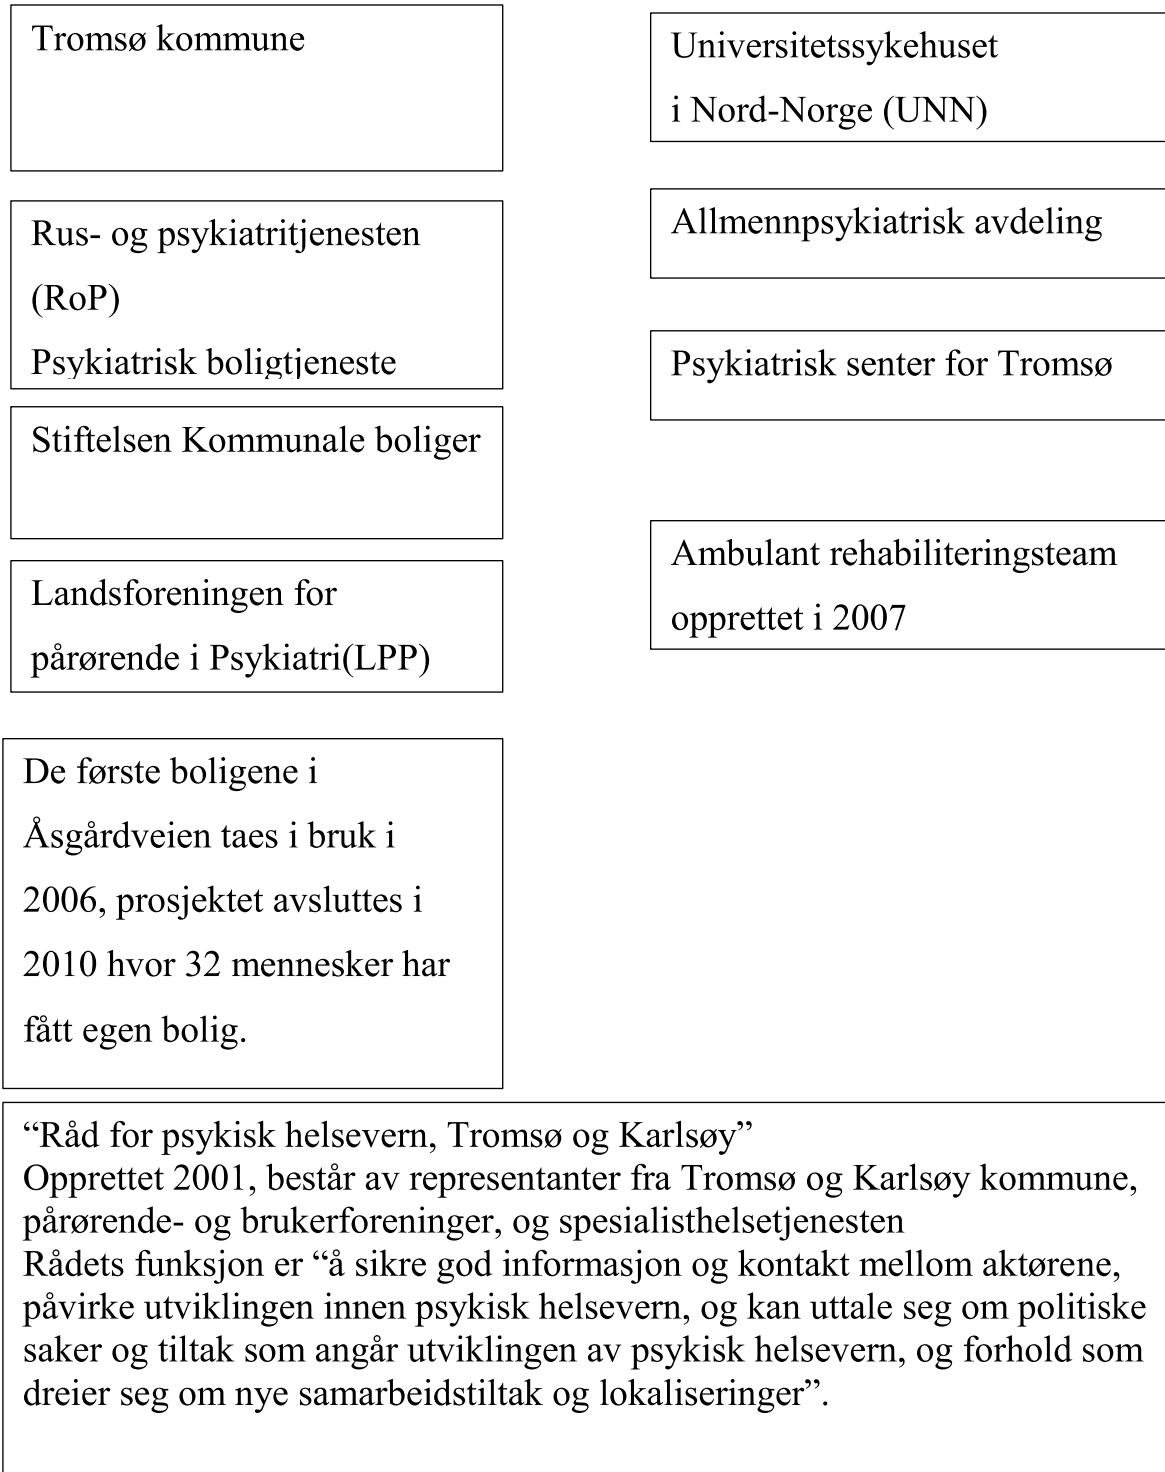 Tromsø kommune
Rus- og psykiatritjenesten
(RoP)
Psykiatrisk boligtjeneste
Stiftelsen Kommunale boliger
Landsforeningen for
pårørende i Psykiatri(LPP)
De første boligene i
Åsgårdveien taes i bruk i
2006, prosjektet avsluttes i
2010 hvor 32 mennesker har
fått egen bolig.
Universitetssykehuset
i Nord-Norge (UNN)
Allmennpsykiatrisk avdeling
Psykiatrisk senter for Tromsø
Ambulant rehabiliteringsteam
opprettet i 2007
“Råd for psykisk helsevern, Tromsø og Karlsøy”
Opprettet 2001, består av representanter fra Tromsø og Karlsøy kommune,
pårørende- og brukerforeninger, og spesialisthelsetjenesten
Rådets funksjon er “å sikre god informasjon og kontakt mellom aktørene,
påvirke utviklingen innen psykisk helsevern, og kan uttale seg om politiske
saker og tiltak som angår utviklingen av psykisk helsevern, og forhold som
dreier seg om nye samarbeidstiltak og lokaliseringer”.